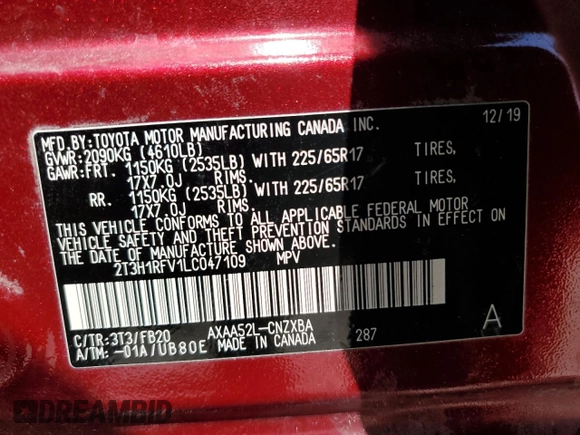 MFD.BY:TOYOTA MOTOR MANUFACTURING CANADA INC. 12/19
GVWR:2090KG (4610LB)
GAWR:FRT. 1150KG (2535LB) WITH 225/65R17 TIRES,
17X7.0J RIMS.
RR. 1150KG (2535LB) WITH 225/65R17 TIRES,
17X7.0J RIMS.
THIS VEHICLE CONFORMS TO ALL APPLICABLE FEDERAL MOTOR
VEHICLE SAFETY AND THEFT PREVENTION STANDARDS IN EFFECT ON
THE DATE OF MANUFACTURE SHOWN ABOVE.
2T3H1RFV1LC047109 MPV
C/TR:3T3/FB20 AXAA52L-CNZXBA 287 A
A/TM:-01A/UB80E MADE IN CANADA
DREAMBID